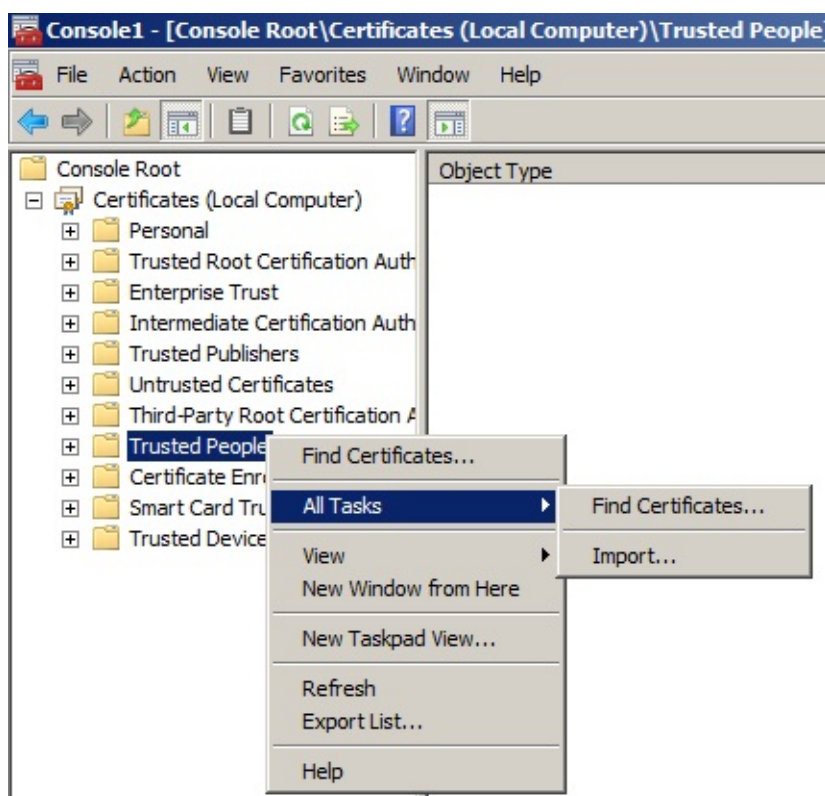 Console1 - [Console Root\Certificates (Local Computer)\Trusted People]
File Action View Favorites Window Help
Console Root
Certificates (Local Computer)
Personal
Trusted Root Certification Auth
Enterprise Trust
Intermediate Certification Auth
Trusted Publishers
Untrusted Certificates
Third-Party Root Certification A
Trusted People
Certificate Enr
Smart Card Tru
Trusted Device
Object Type
Find Certificates...
All Tasks
View
New Window from Here
New Taskpad View...
Refresh
Export List...
Help
Find Certificates...
Import...